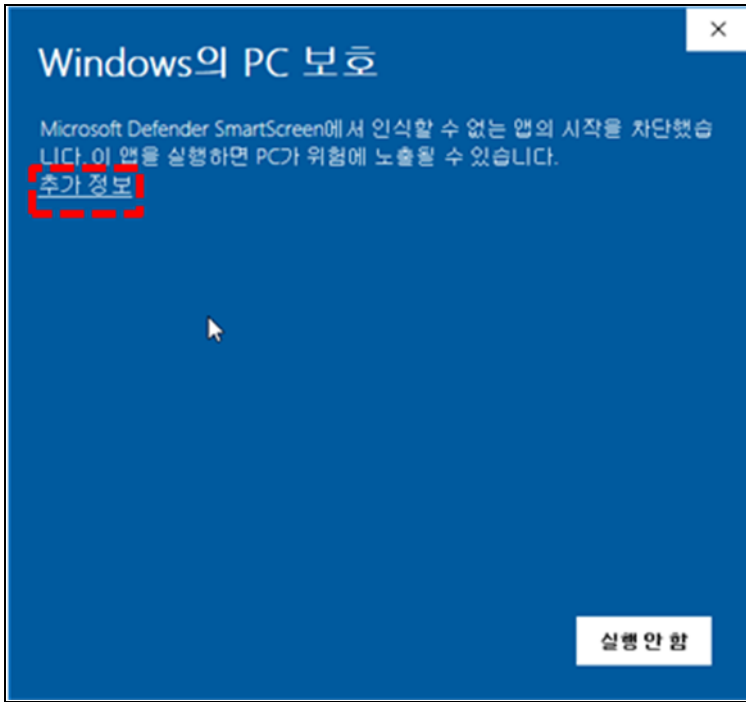 Windows의 PC 보호
Microsoft Defender SmartScreen에서 인식할 수 없는 앱의 시작을 차단했습
니다. 이 앱을 실행하면 PC가 위험에 노출될 수 있습니다.
추가 정보
실행 안 함